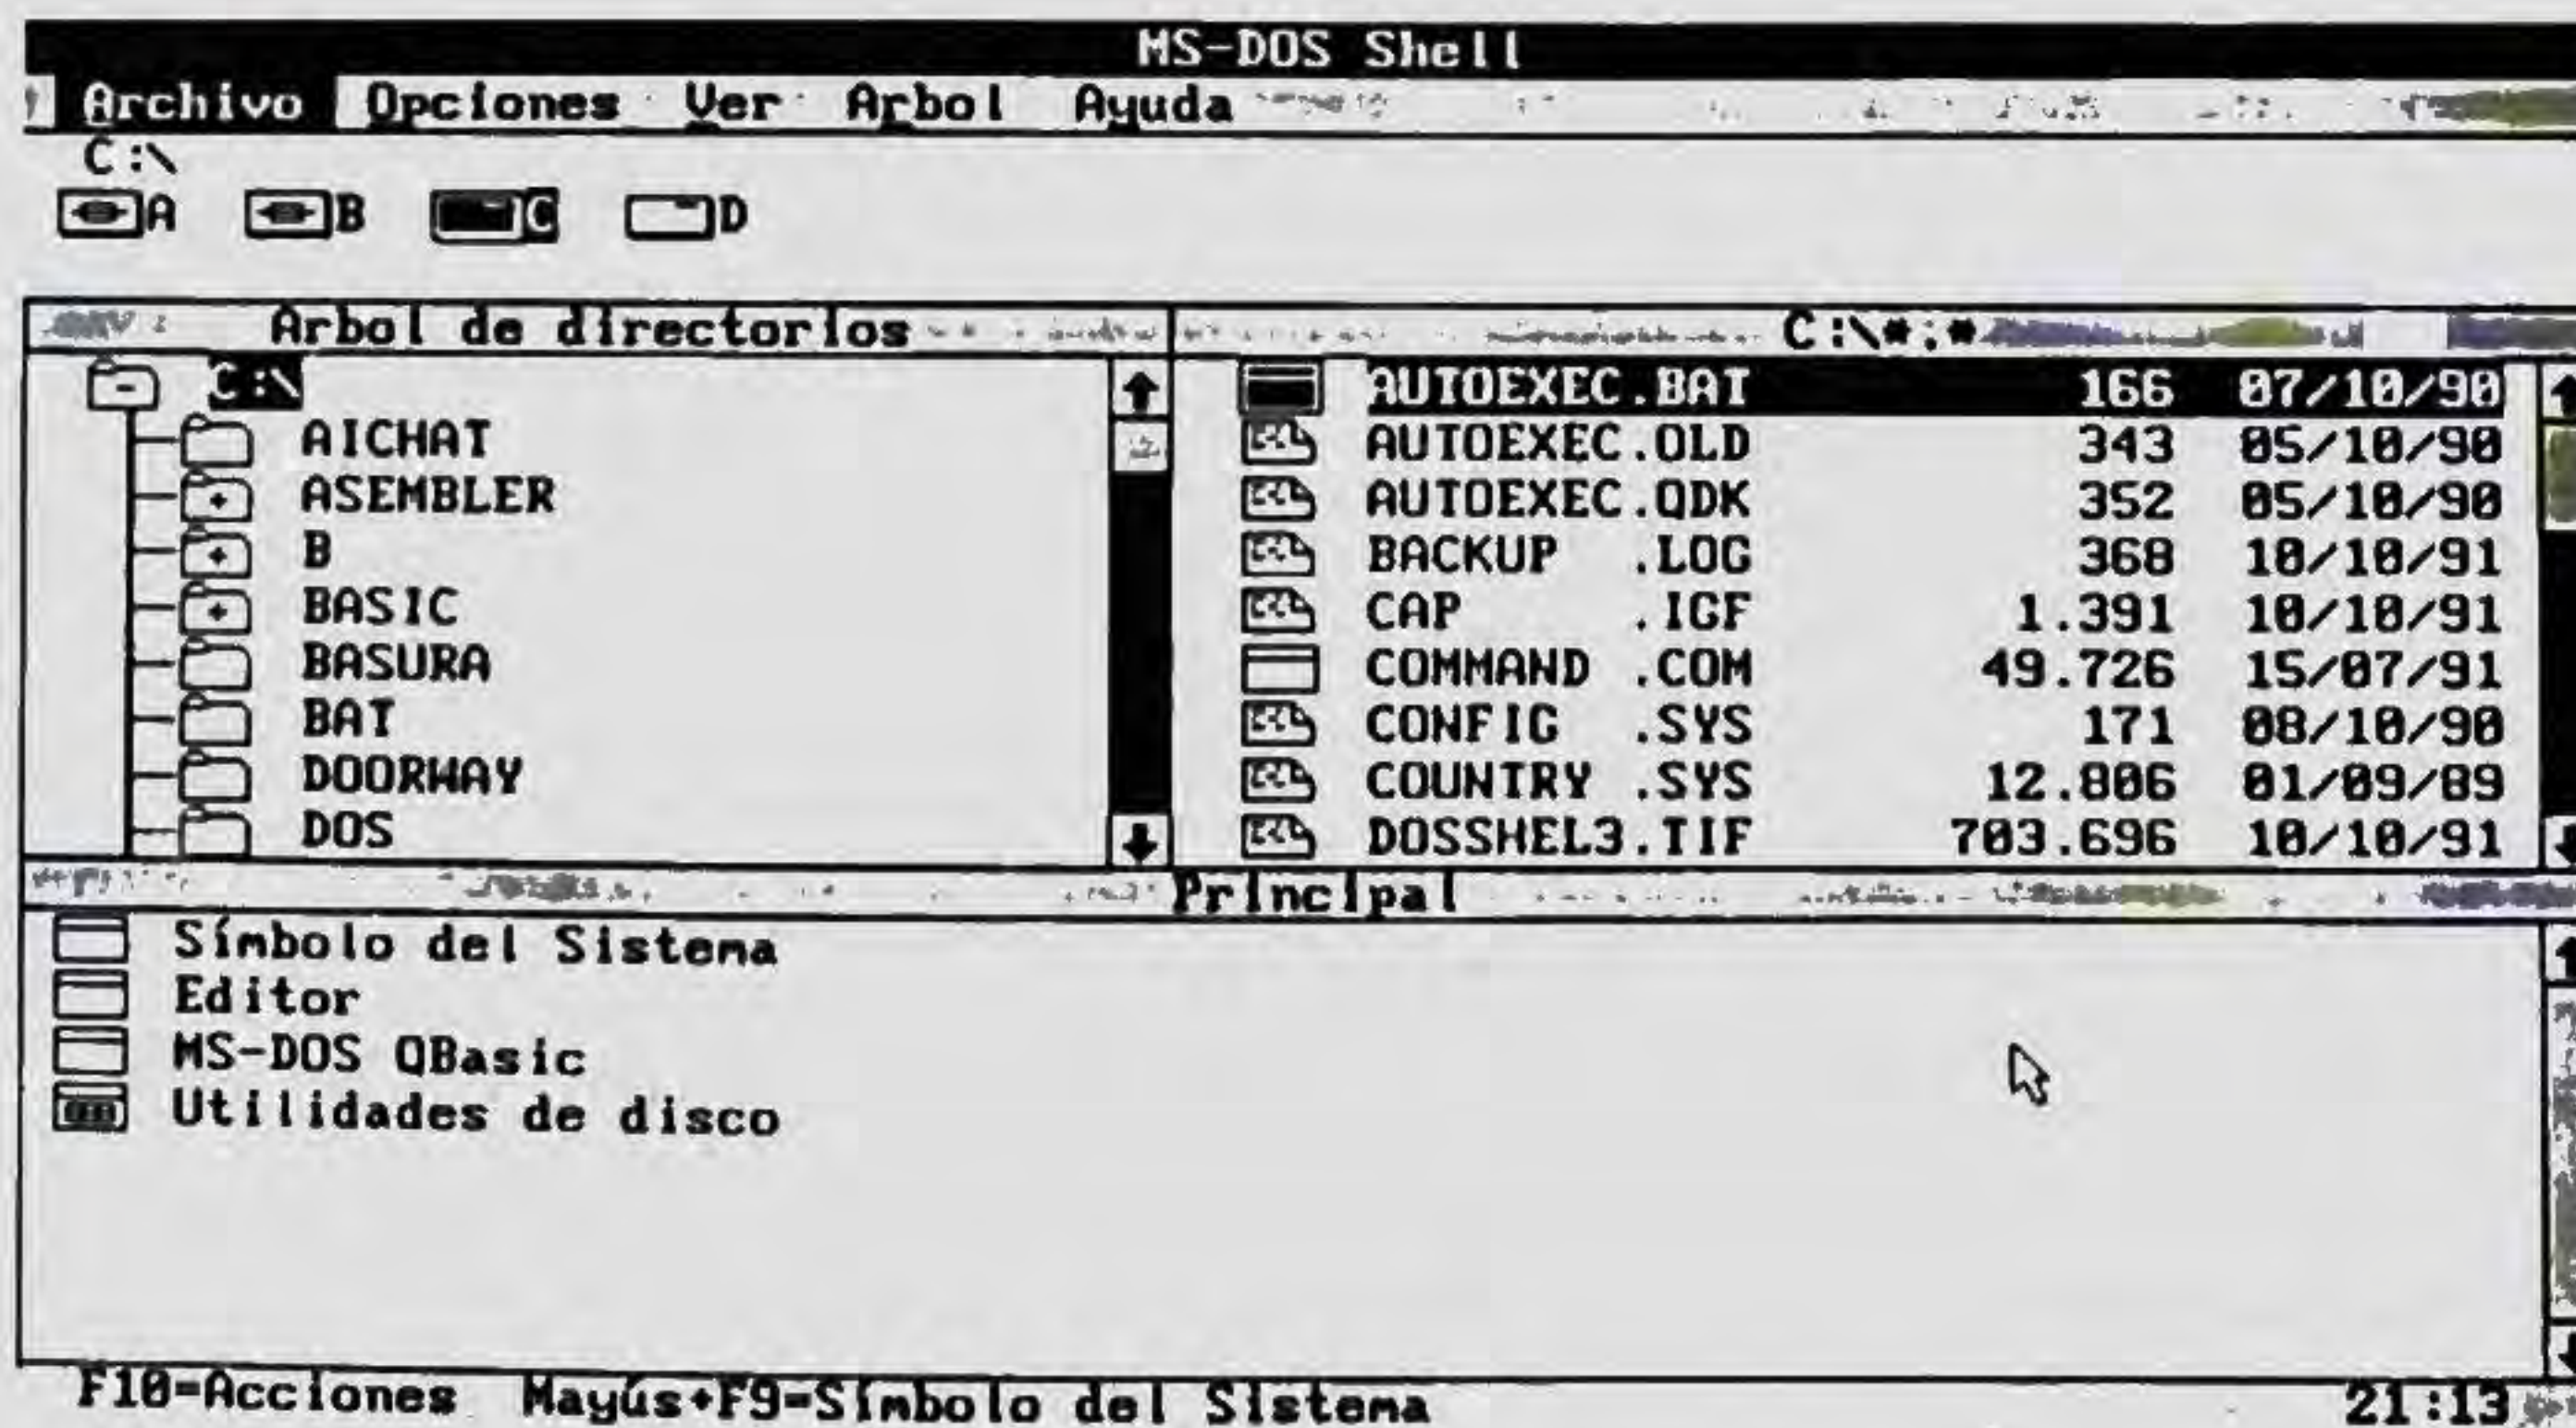 MS-DOS Shell
Archivo Opciones Ver Arbol Ayuda
C:\
A B C D
Arbol de directorios C:\*.*
C:\
AICHAT
ASEMBLER
B
BASIC
BASURA
BAT
DOORWAY
DOS
AUTOEXEC.BAT 166 07/10/90
AUTOEXEC.OLD 343 05/10/90
AUTOEXEC.QDK 352 05/10/90
BACKUP .LOG 368 10/10/91
CAP .IGF 1.391 10/10/91
COMMAND .COM 49.726 15/07/91
CONFIG .SYS 171 08/10/90
COUNTRY .SYS 12.806 01/09/89
DOSSHEL3.TIF 703.696 10/10/91
Principal
Símbolo del Sistema
Editor
MS-DOS QBasic
Utilidades de disco
F10=Acciones Mayús+F9=Símbolo del Sistema 21:13